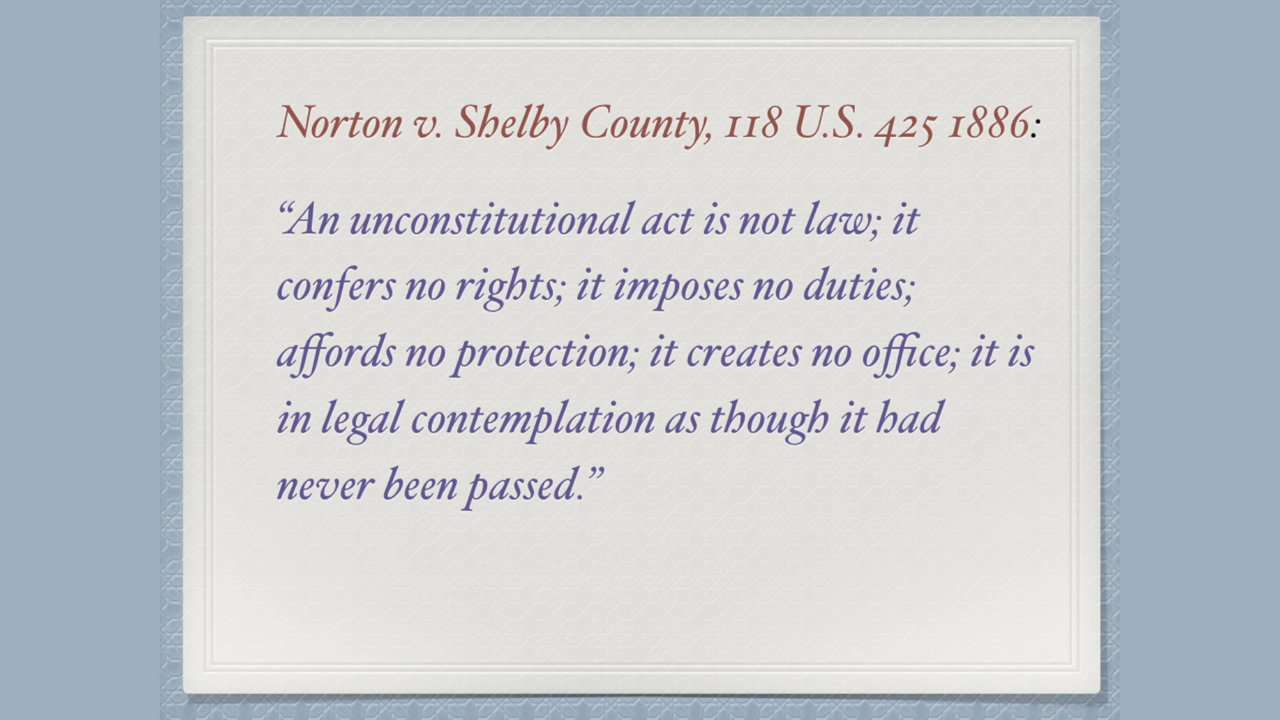 Norton v. Shelby County, 118 U.S. 425 1886:
“An unconstitutional act is not law; it
confers no rights; it imposes no duties;
affords no protection; it creates no office; it is
in legal contemplation as though it had
never been passed.”